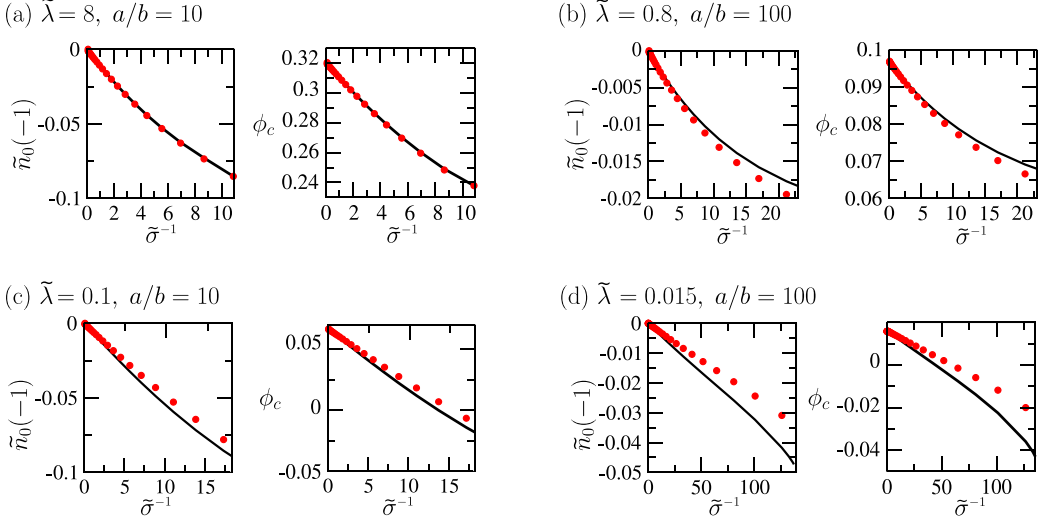 (a) λ̃ = 8, a/b = 10
0
-0.05
-0.1
ñ₀(-1)
0 2 4 6 8 10
σ̃⁻¹
0.32
0.30
0.28
0.26
0.24
ϕ_c
0 2 4 6 8 10
σ̃⁻¹
(b) λ̃ = 0.8, a/b = 100
0
-0.005
-0.01
-0.015
-0.02
ñ₀(-1)
0 5 10 15 20
σ̃⁻¹
0.1
0.09
0.08
0.07
0.06
ϕ_c
0 5 10 15 20
σ̃⁻¹
(c) λ̃ = 0.1, a/b = 10
0
-0.05
-0.1
ñ₀(-1)
0 5 10 15
σ̃⁻¹
0.05
0
-0.05
ϕ_c
0 5 10 15
σ̃⁻¹
(d) λ̃ = 0.015, a/b = 100
0
-0.01
-0.02
-0.03
-0.04
-0.05
ñ₀(-1)
0 50 100
σ̃⁻¹
0
-0.02
-0.04
ϕ_c
0 50 100
σ̃⁻¹